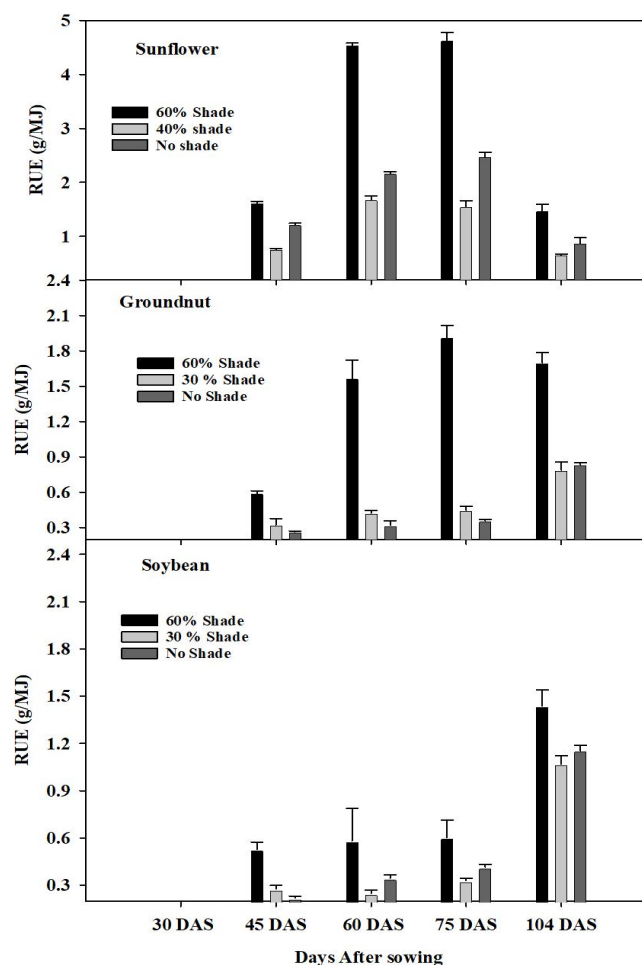 5
Sunflower
4
60% Shade
40% shade
No shade
3
RUE (g/MJ)
2
1
2.4
Groundnut
2.1
60% Shade
30 % Shade
No Shade
1.8
1.5
RUE (g/MJ)
0.9
0.6
0.3
2.4
Soybean
2.1
60% Shade
30 % Shade
No Shade
1.8
1.5
RUE (g/MJ)
1.2
0.9
0.6
0.3
30 DAS 45 DAS 60 DAS 75 DAS 104 DAS
Days After sowing